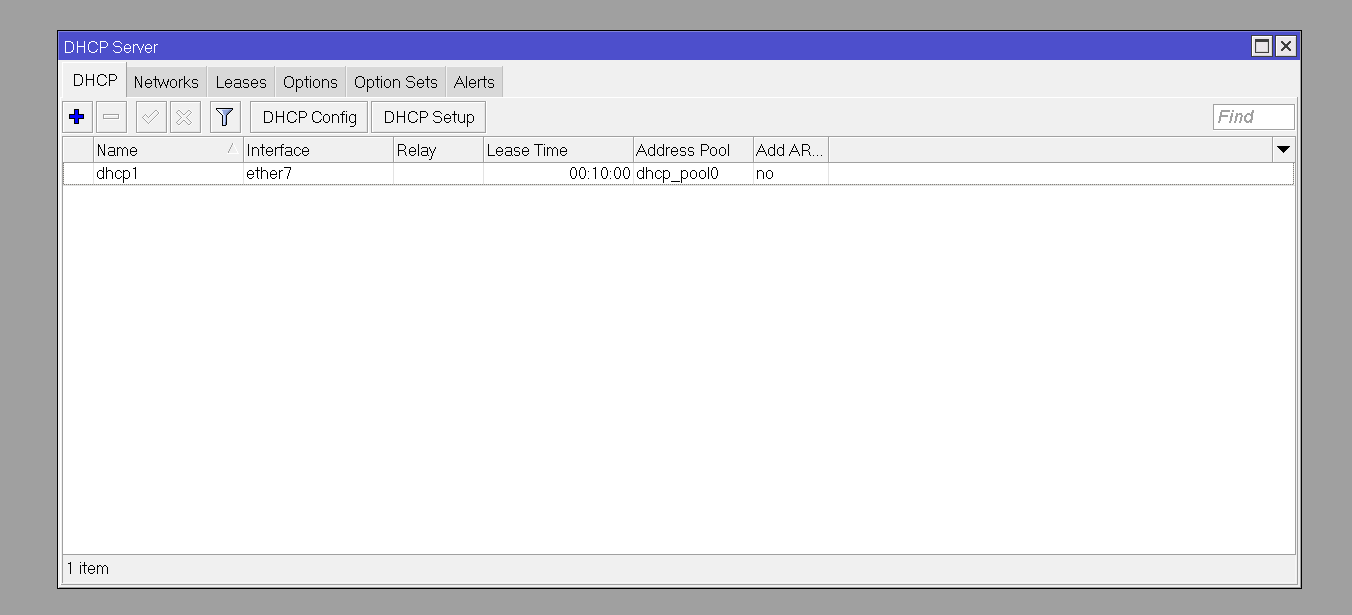 DHCP Server
DHCP Networks Leases Options Option Sets Alerts
DHCP Config DHCP Setup Find
Name Interface Relay Lease Time Address Pool Add AR...
dhcp1 ether7 00:10:00 dhcp_pool0 no
1 item